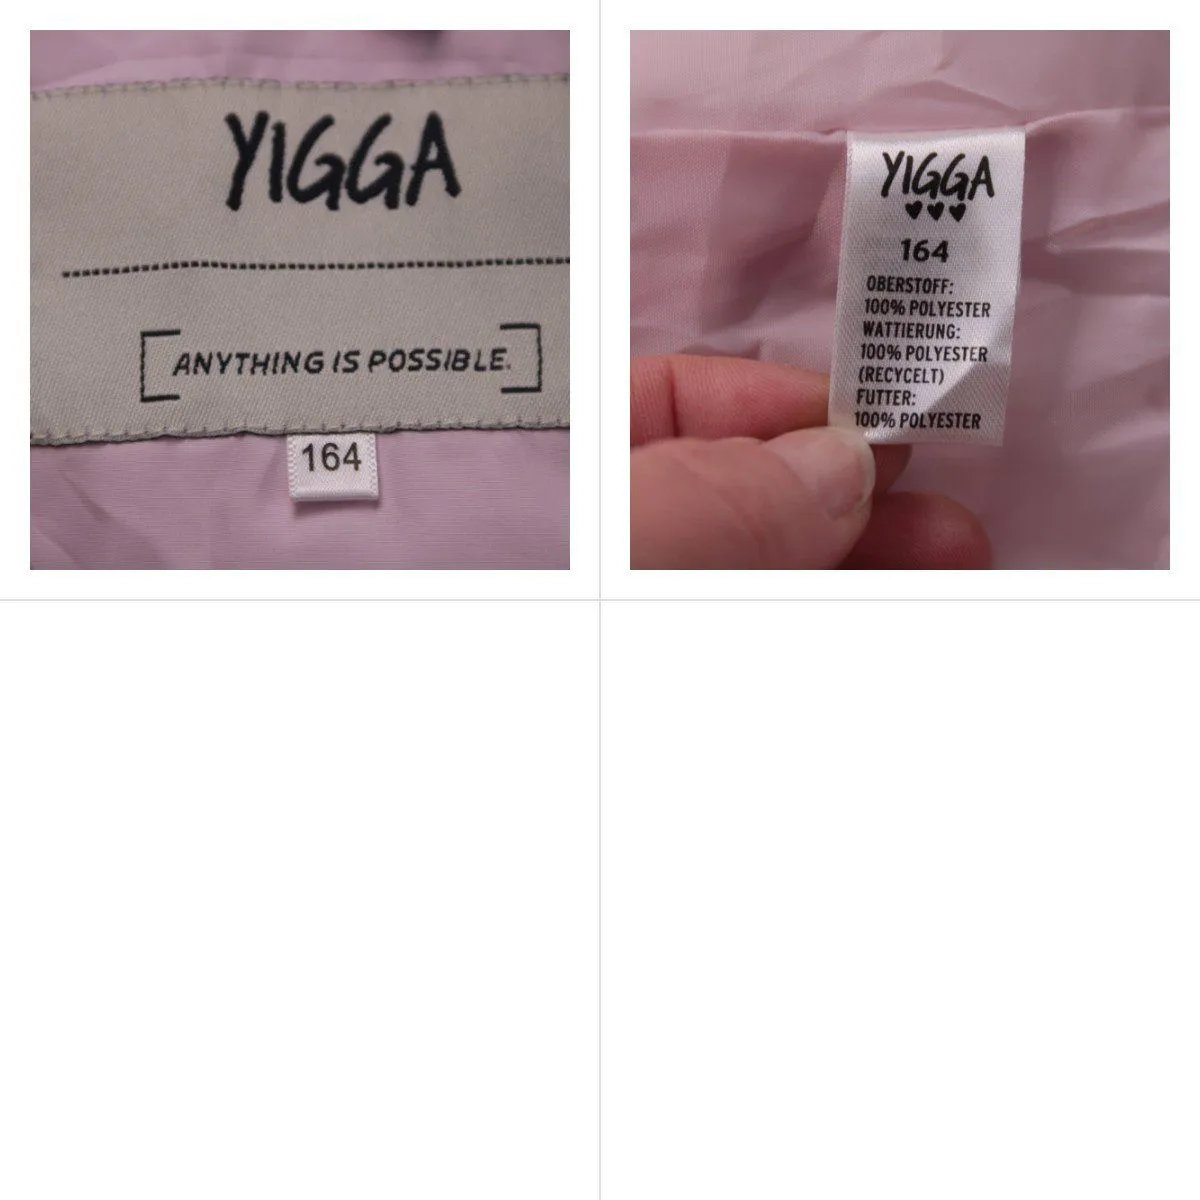 YIGGA
ANYTHING IS POSSIBLE.
164
YIGGA
164
OBERSTOFF:
100% POLYESTER
WATTIERUNG:
100% POLYESTER
(RECYCELT)
FUTTER:
100% POLYESTER